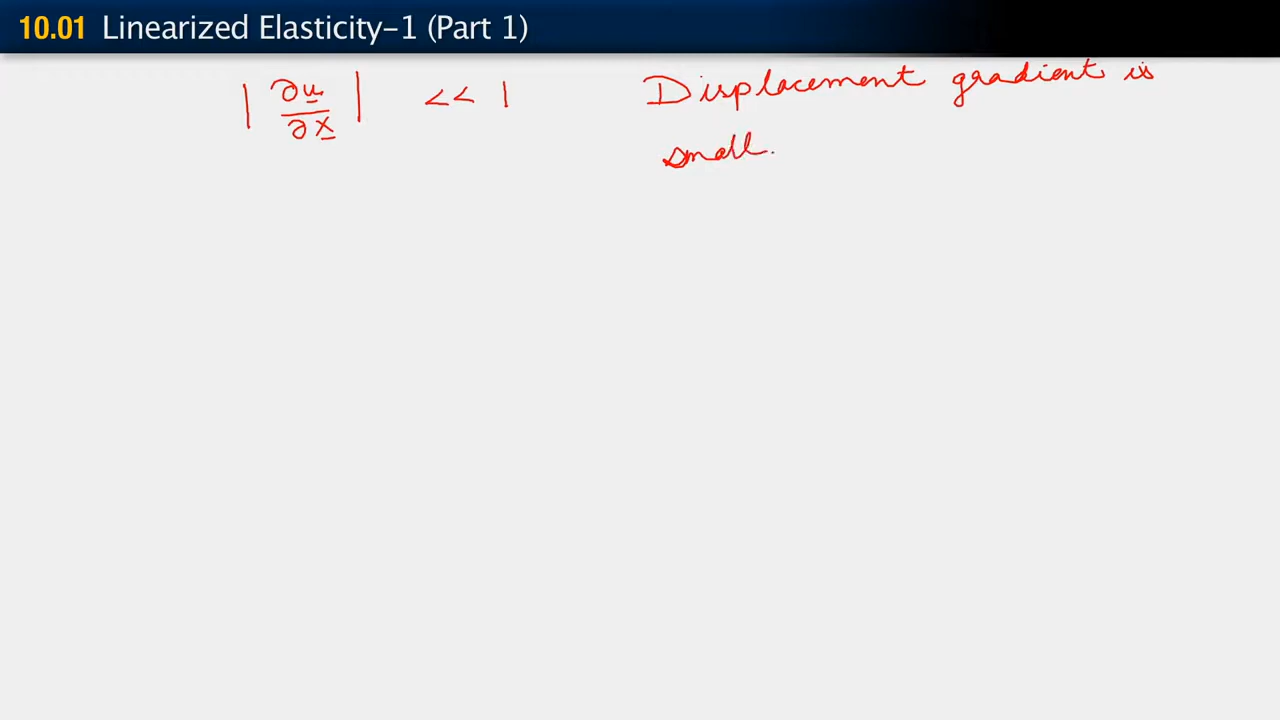 10.01 Linearized Elasticity-1 (Part 1)
| ∂u̲ / ∂X̲ | << 1 Displacement gradient is
small.